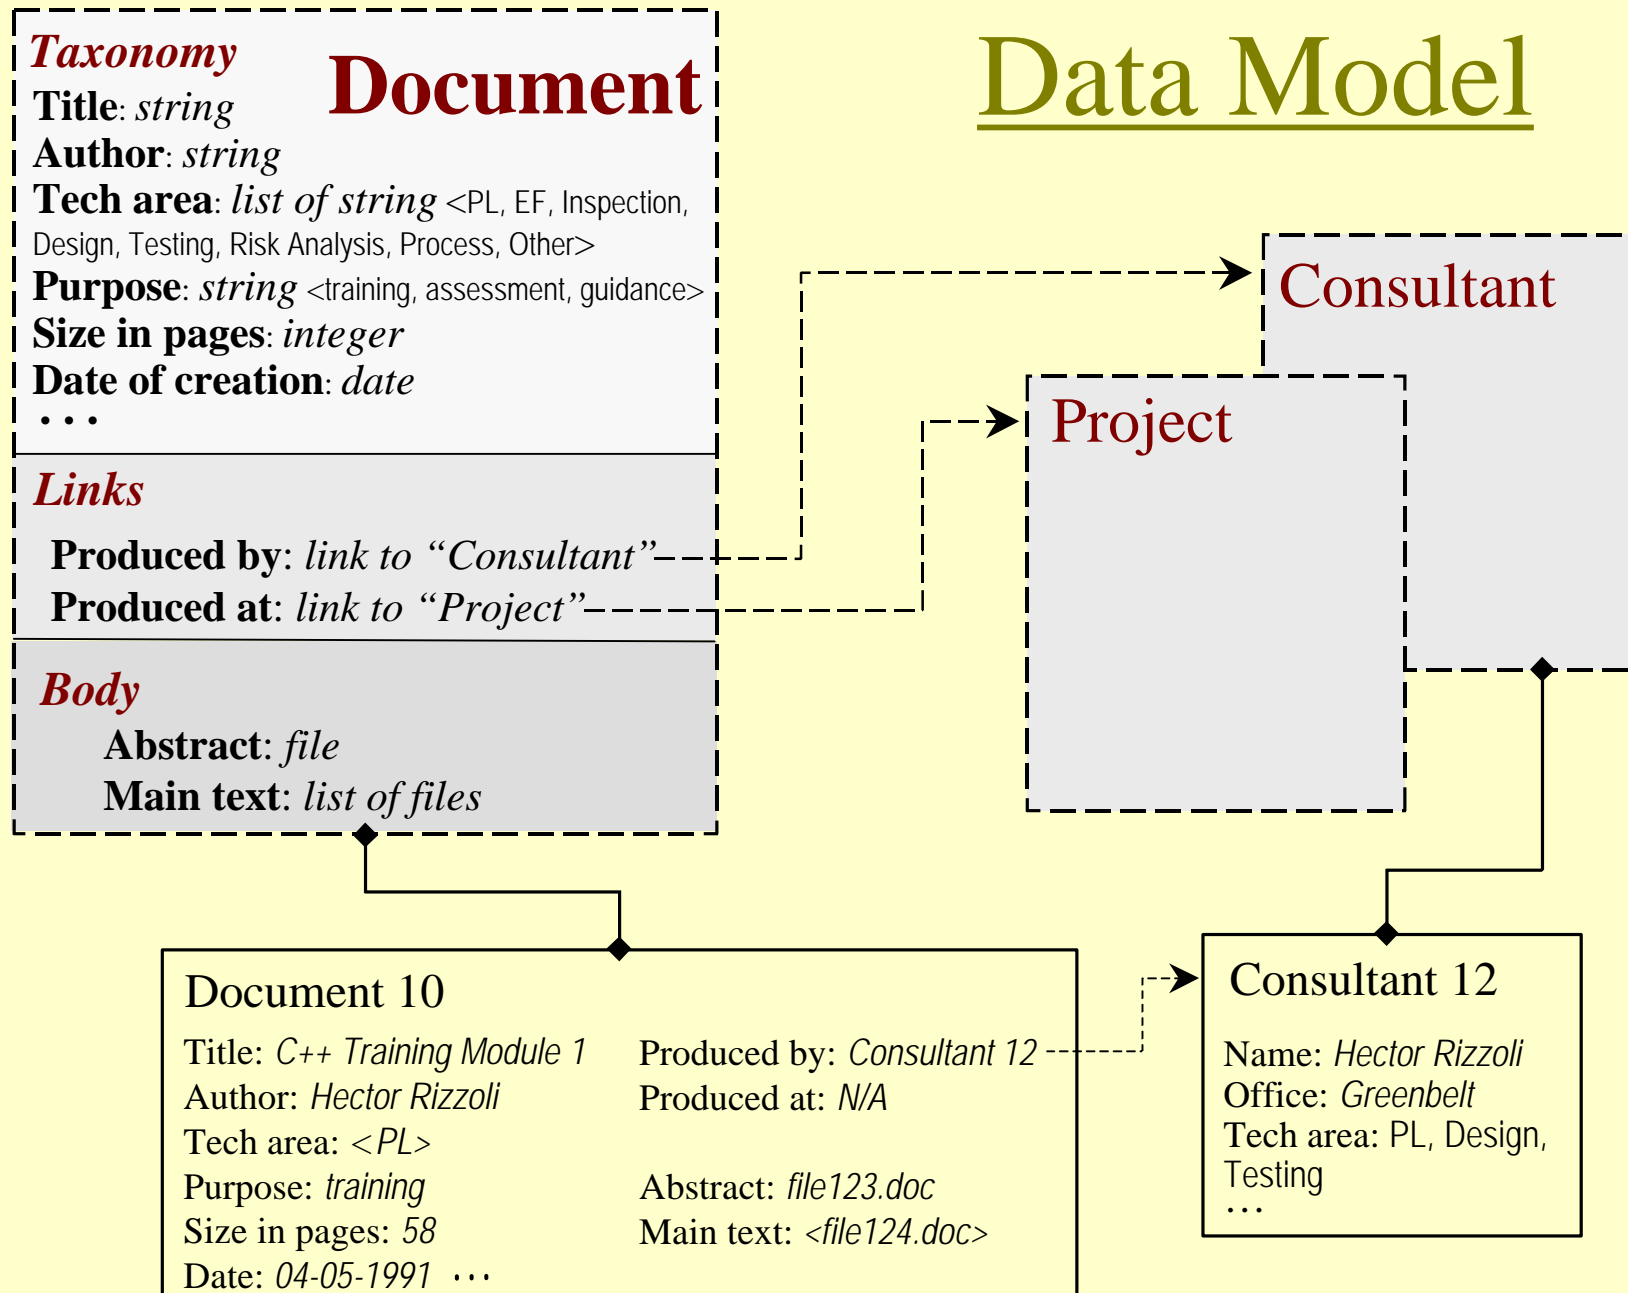 Data Model
Document
Taxonomy
Title: string
Author: string
Tech area: list of string <PL, EF, Inspection,
Design, Testing, Risk Analysis, Process, Other>
Purpose: string <training, assessment, guidance>
Size in pages: integer
Date of creation: date
...
Links
Produced by: link to “Consultant”
Produced at: link to “Project”
Body
Abstract: file
Main text: list of files
Consultant
Project
Document 10
Title: C++ Training Module 1
Author: Hector Rizzoli
Tech area: <PL>
Purpose: training
Size in pages: 58
Date: 04-05-1991 ...
Produced by: Consultant 12
Produced at: N/A
Abstract: file123.doc
Main text: <file124.doc>
Consultant 12
Name: Hector Rizzoli
Office: Greenbelt
Tech area: PL, Design,
Testing
...